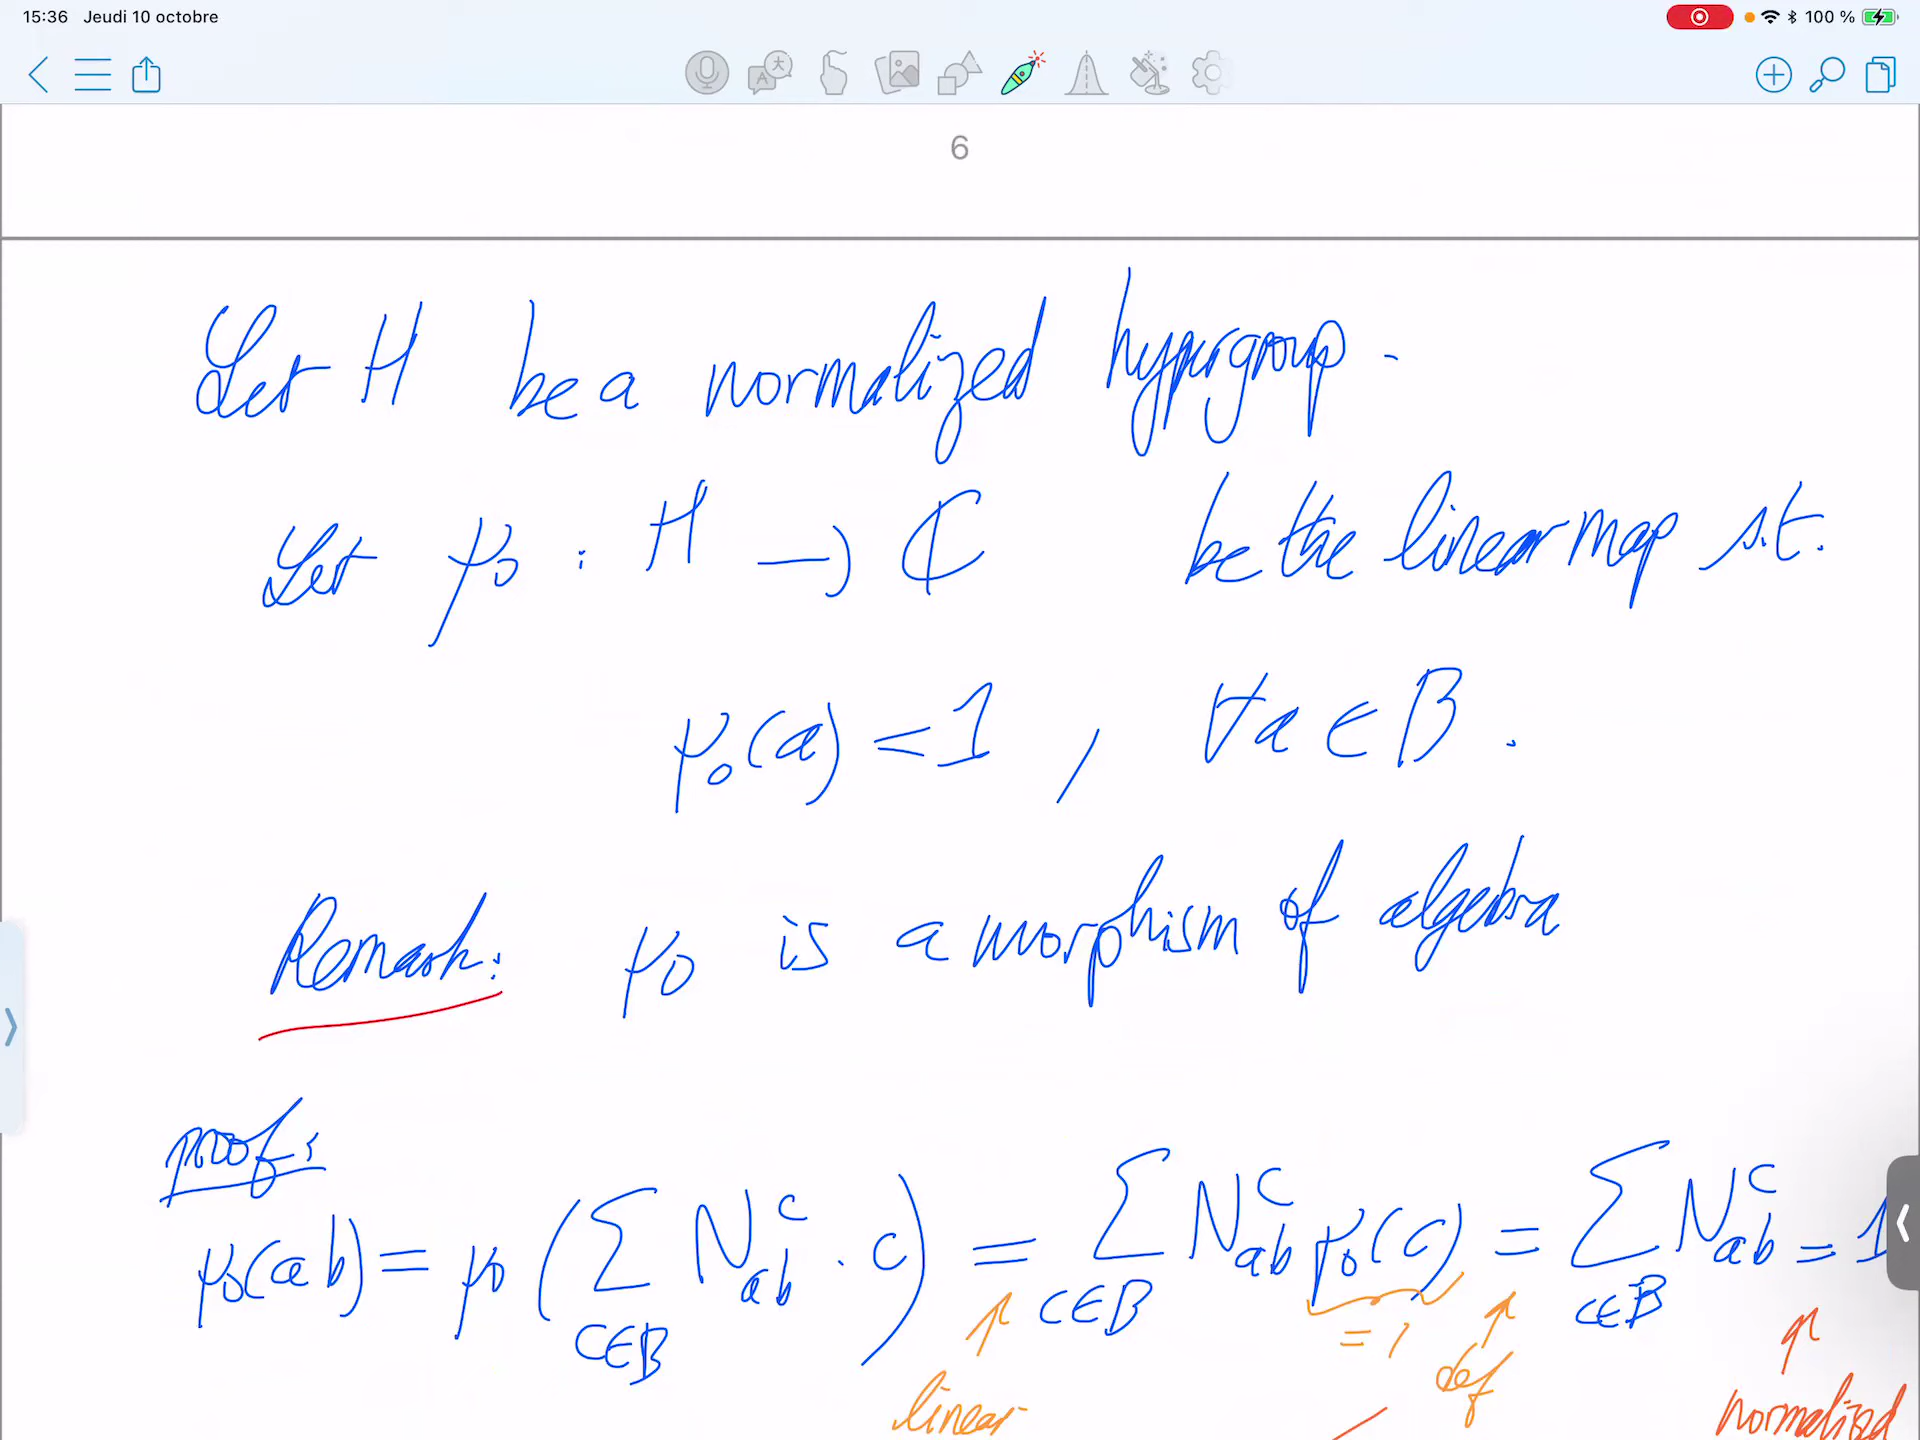 15:36 Jeudi 10 octobre
100 %
6
Let H be a normalized hypergroup.
Let μ₀ : H → ℂ be the linear map s.t.
μ₀(a) = 1 , ∀a ∈ B .
Remark: μ₀ is a morphism of algebra
proof:
μ₀(ab) = μ₀ ( ∑_{c∈B} N_{ab}^c · c ) = ∑_{c∈B} N_{ab}^c μ₀(c) = ∑_{c∈B} N_{ab}^c = 1
= 1
def
linear
normalized